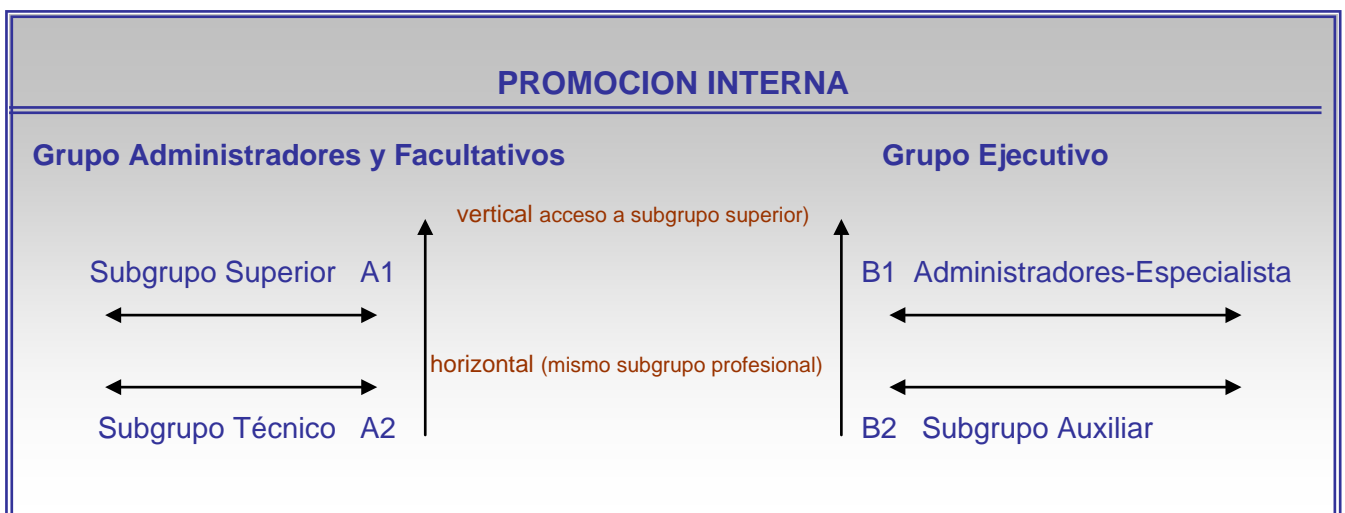 PROMOCION INTERNA
Grupo Administradores y Facultativos
Grupo Ejecutivo
vertical acceso a subgrupo superior)
Subgrupo Superior A1
B1 Administradores-Especialista
horizontal (mismo subgrupo profesional)
Subgrupo Técnico A2
B2 Subgrupo Auxiliar